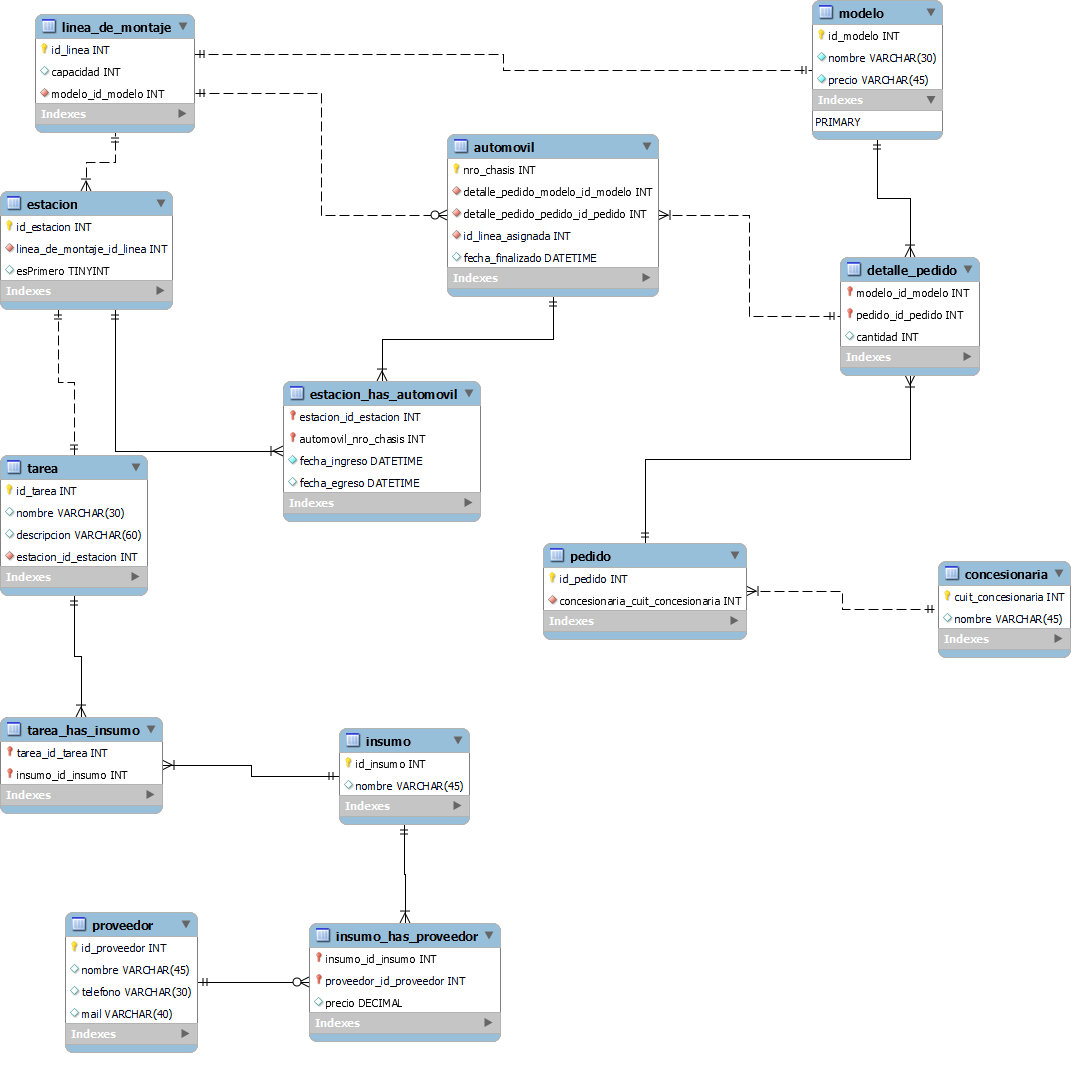 linea_de_montaje
id_linea INT
capacidad INT
modelo_id_modelo INT
Indexes
modelo
id_modelo INT
nombre VARCHAR(30)
precio VARCHAR(45)
Indexes
PRIMARY
automovil
nro_chasis INT
detalle_pedido_modelo_id_modelo INT
detalle_pedido_pedido_id_pedido INT
id_linea_asignada INT
fecha_finalizado DATETIME
Indexes
estacion
id_estacion INT
linea_de_montaje_id_linea INT
esPrimero TINYINT
Indexes
detalle_pedido
modelo_id_modelo INT
pedido_id_pedido INT
cantidad INT
Indexes
estacion_has_automovil
estacion_id_estacion INT
automovil_nro_chasis INT
fecha_ingreso DATETIME
fecha_egreso DATETIME
Indexes
tarea
id_tarea INT
nombre VARCHAR(30)
descripcion VARCHAR(60)
estacion_id_estacion INT
Indexes
pedido
id_pedido INT
concesionaria_cuit_concesionaria INT
Indexes
concesionaria
cuit_concesionaria INT
nombre VARCHAR(45)
Indexes
tarea_has_insumo
tarea_id_tarea INT
insumo_id_insumo INT
Indexes
insumo
id_insumo INT
nombre VARCHAR(45)
Indexes
proveedor
id_proveedor INT
nombre VARCHAR(45)
telefono VARCHAR(30)
mail VARCHAR(40)
Indexes
insumo_has_proveedor
insumo_id_insumo INT
proveedor_id_proveedor INT
precio DECIMAL
Indexes